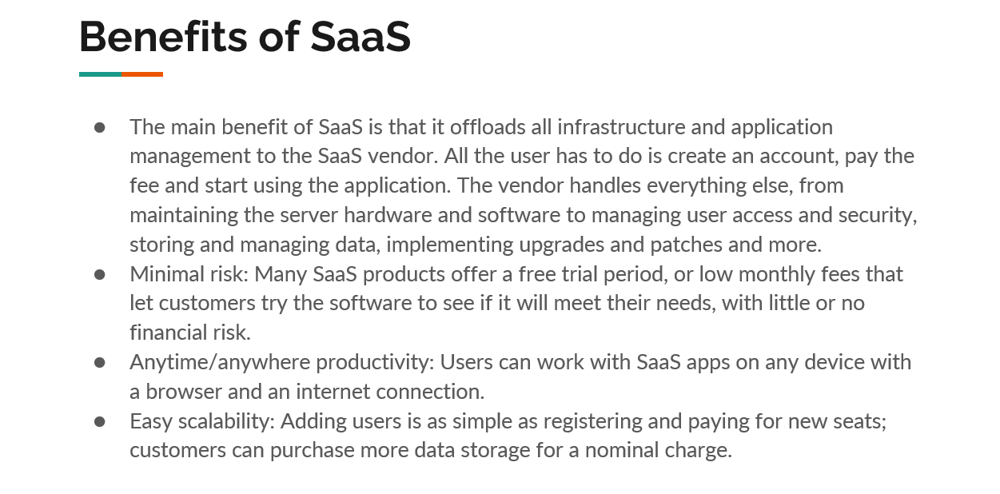 Benefits of SaaS
● The main benefit of SaaS is that it offloads all infrastructure and application
management to the SaaS vendor. All the user has to do is create an account, pay the
fee and start using the application. The vendor handles everything else, from
maintaining the server hardware and software to managing user access and security,
storing and managing data, implementing upgrades and patches and more.
● Minimal risk: Many SaaS products offer a free trial period, or low monthly fees that
let customers try the software to see if it will meet their needs, with little or no
financial risk.
● Anytime/anywhere productivity: Users can work with SaaS apps on any device with
a browser and an internet connection.
● Easy scalability: Adding users is as simple as registering and paying for new seats;
customers can purchase more data storage for a nominal charge.